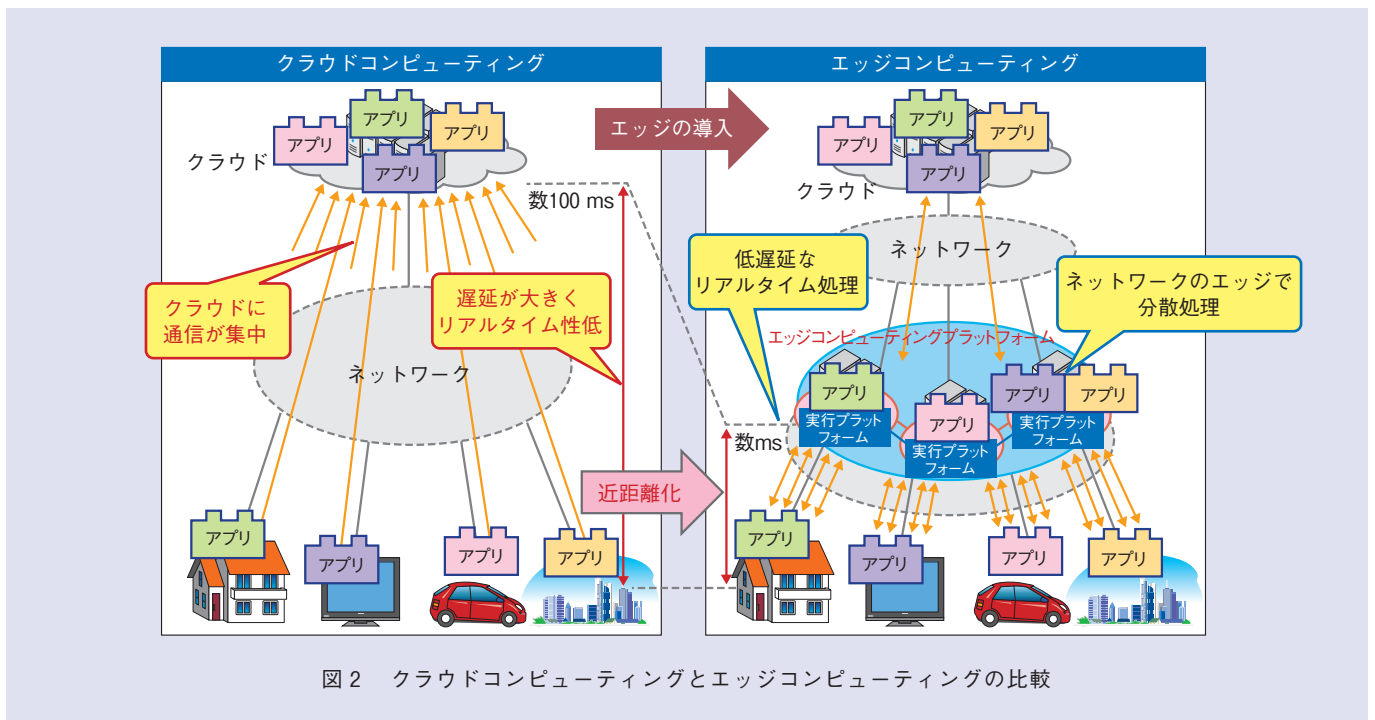 クラウドコンピューティング
アプリ
アプリ
アプリ
アプリ
クラウド
数100 ms
クラウドに
通信が集中
遅延が大きく
リアルタイム性低
ネットワーク
アプリ
アプリ
アプリ
アプリ
エッジの導入
近距離化
エッジコンピューティング
アプリ
アプリ
アプリ
アプリ
クラウド
ネットワーク
低遅延な
リアルタイム処理
ネットワークのエッジで
分散処理
エッジコンピューティングプラットフォーム
アプリ
実行プラット
フォーム
アプリ
実行プラット
フォーム
アプリ
アプリ
実行プラット
フォーム
数ms
アプリ
アプリ
アプリ
アプリ
図2 クラウドコンピューティングとエッジコンピューティングの比較